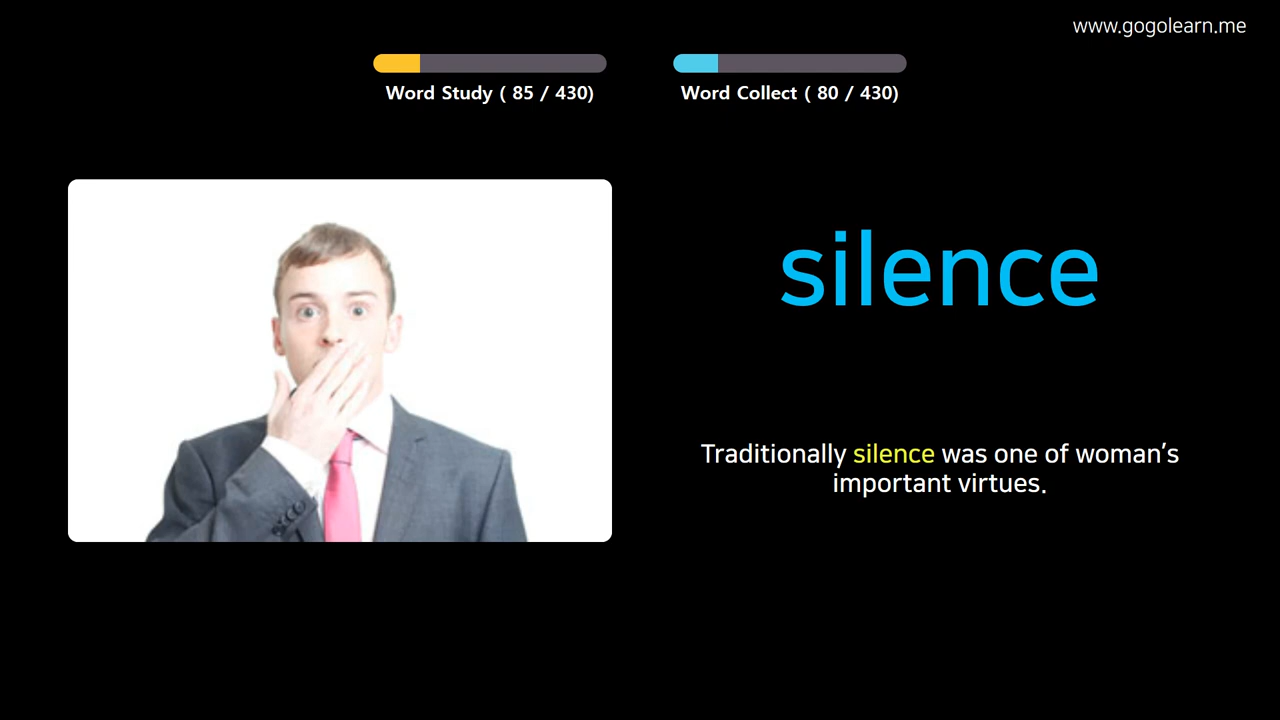 www.gogolearn.me
Word Study ( 85 / 430)
Word Collect ( 80 / 430)
silence
Traditionally silence was one of woman's
important virtues.